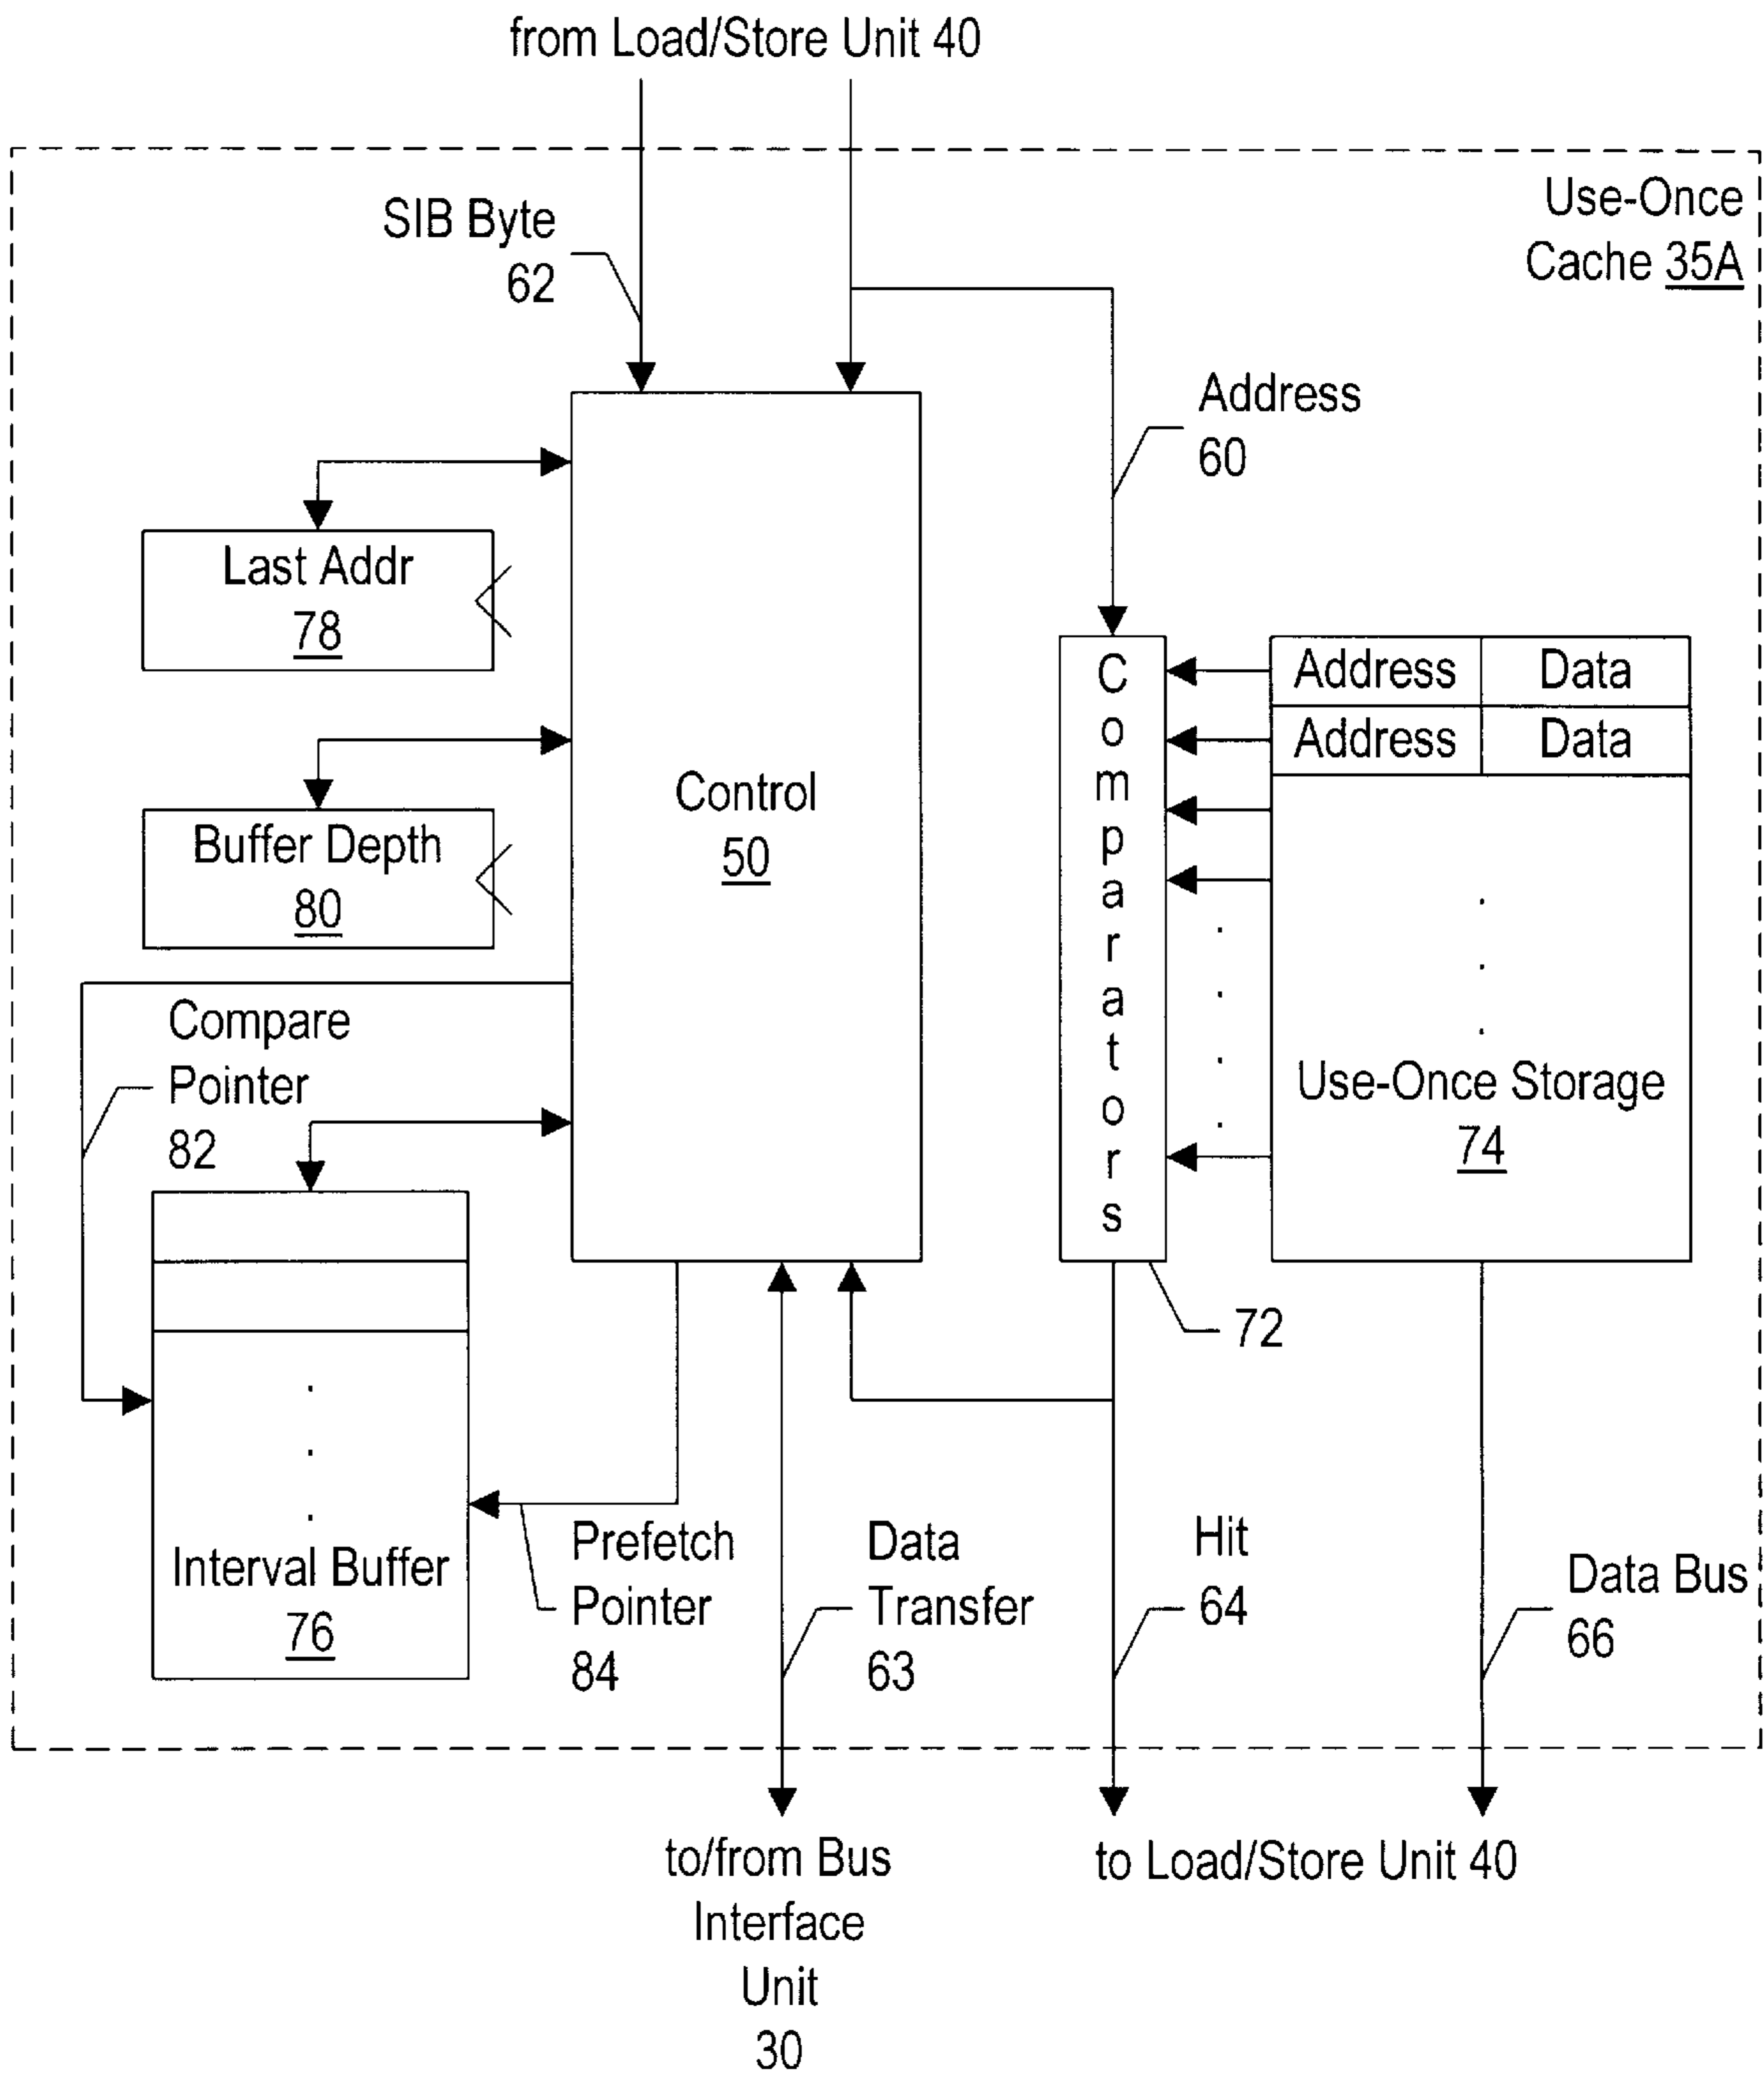 from Load/Store Unit 40
Use-Once
Cache 35A
SIB Byte
62
Address
60
Last Addr
78
Buffer Depth
80
Control
50
Comparators
Address Data
Address Data
Use-Once Storage
74
72
Compare
Pointer
82
Interval Buffer
76
Prefetch
Pointer
84
Data
Transfer
63
Hit
64
Data Bus
66
to/from Bus
Interface
Unit
30
to Load/Store Unit 40